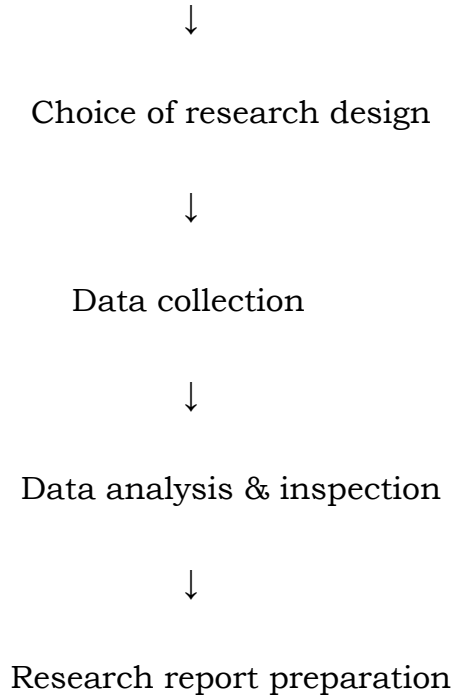 ↓
Choice of research design
↓
Data collection
↓
Data analysis & inspection
↓
Research report preparation